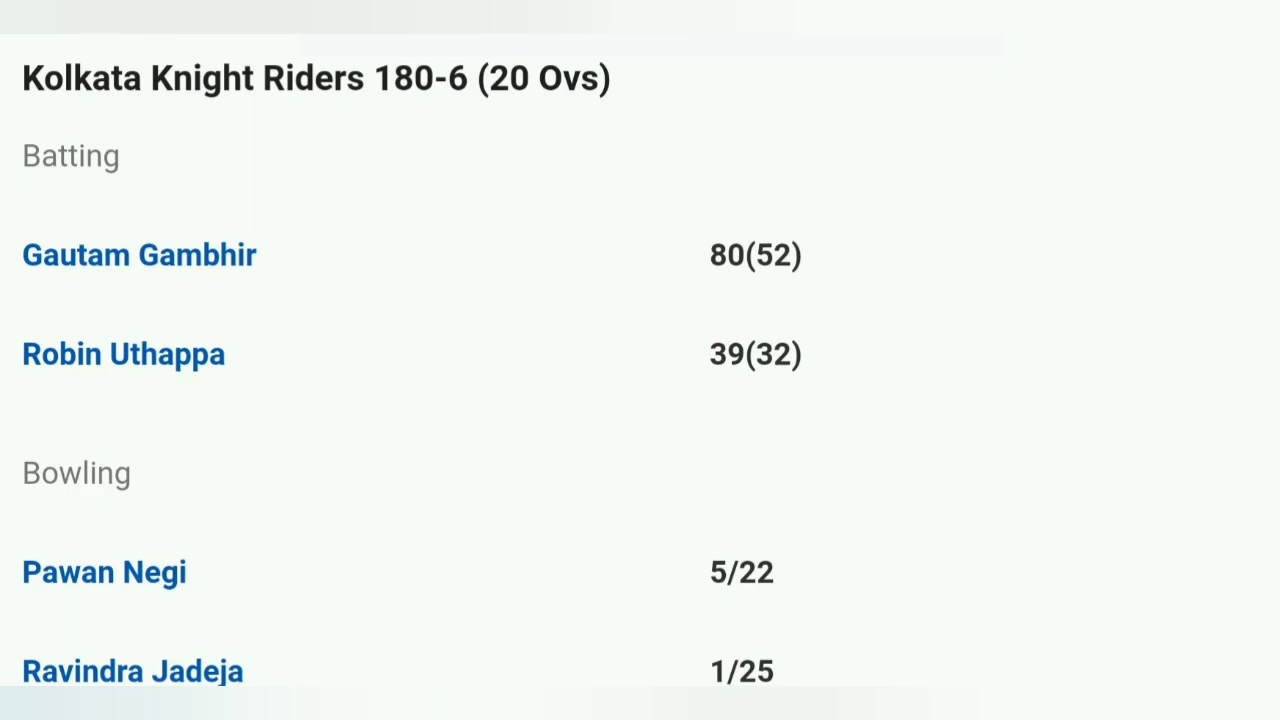 Kolkata Knight Riders 180-6 (20 Ovs)
Batting
Gautam Gambhir 80(52)
Robin Uthappa 39(32)
Bowling
Pawan Negi 5/22
Ravindra Jadeja 1/25